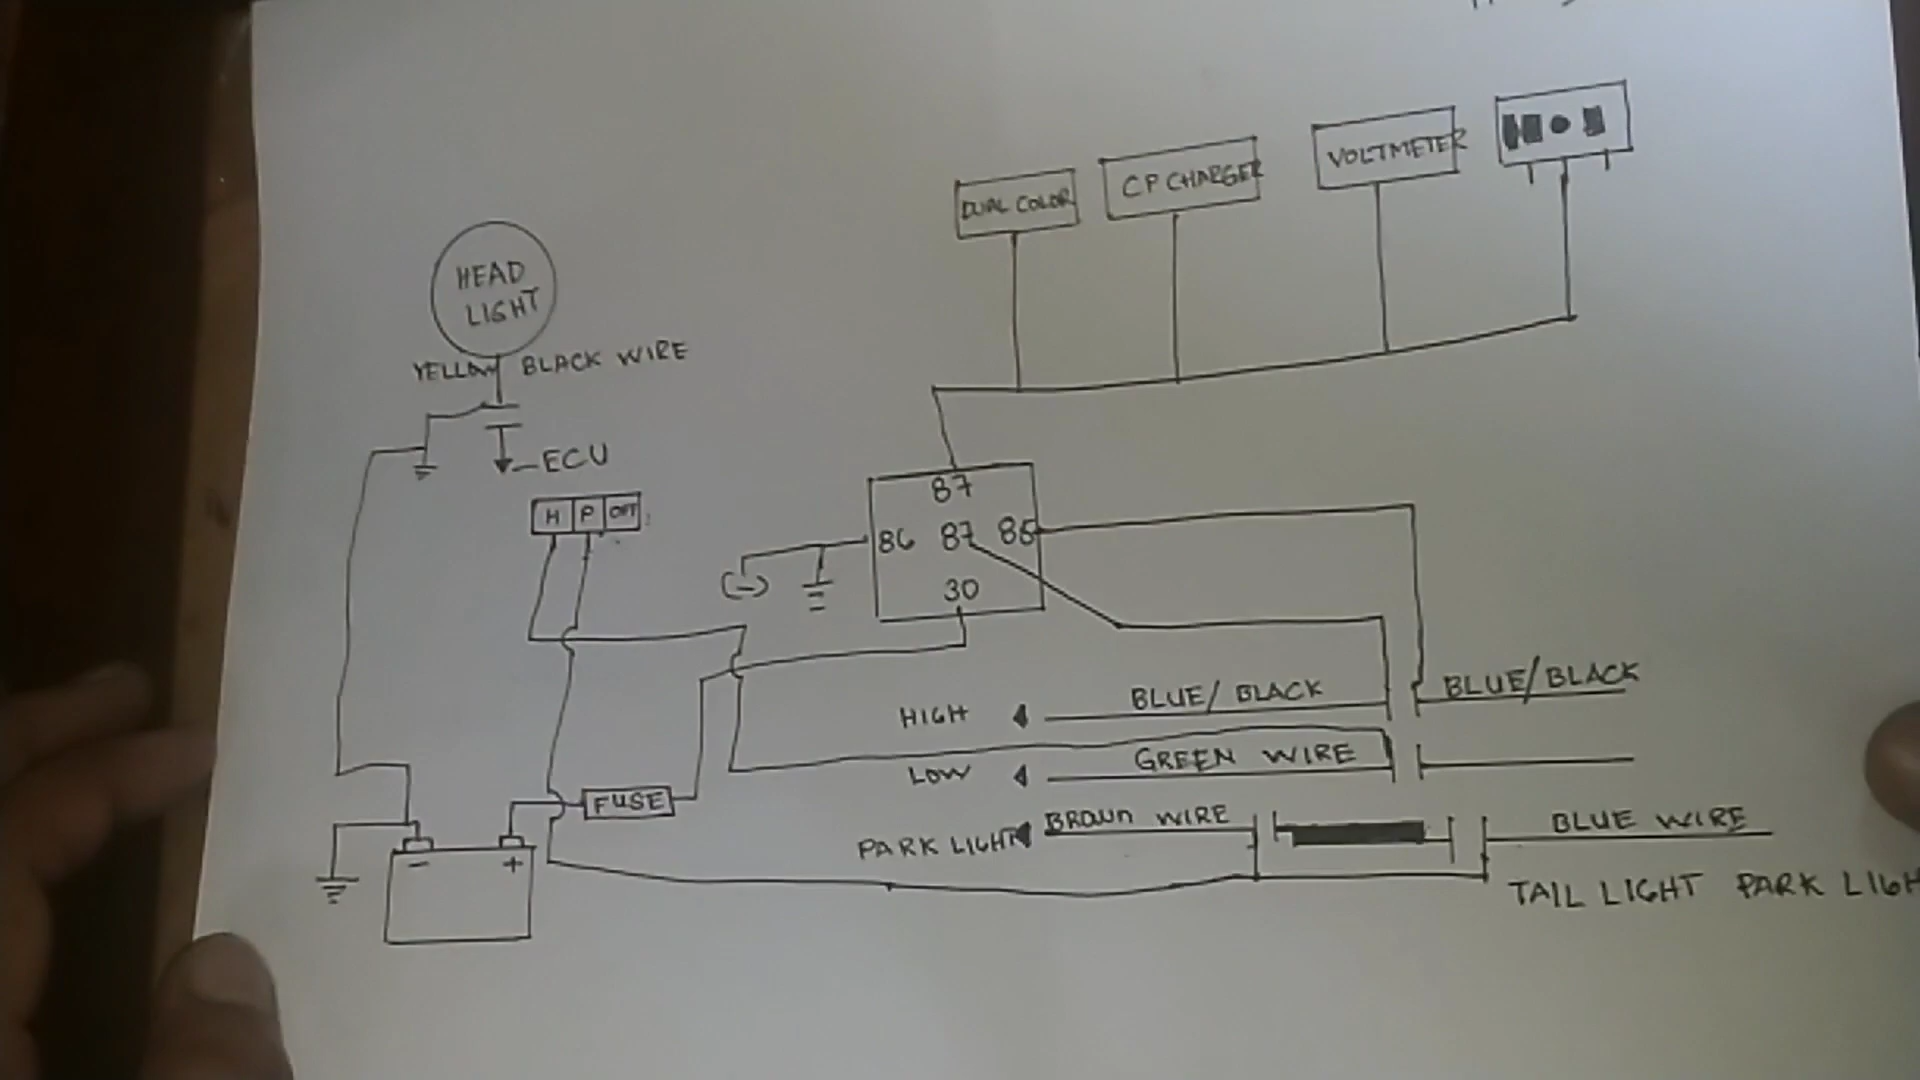 DUAL COLOR
CP CHARGER
VOLTMETER
HEAD
LIGHT
YELLOW BLACK WIRE
ECU
H P OFF
87
86 87 85
30
(-)
HIGH BLUE/BLACK BLUE/BLACK
LOW GREEN WIRE
FUSE
PARK LIGHT BROWN WIRE BLUE WIRE
- +
TAIL LIGHT PARK LIGH